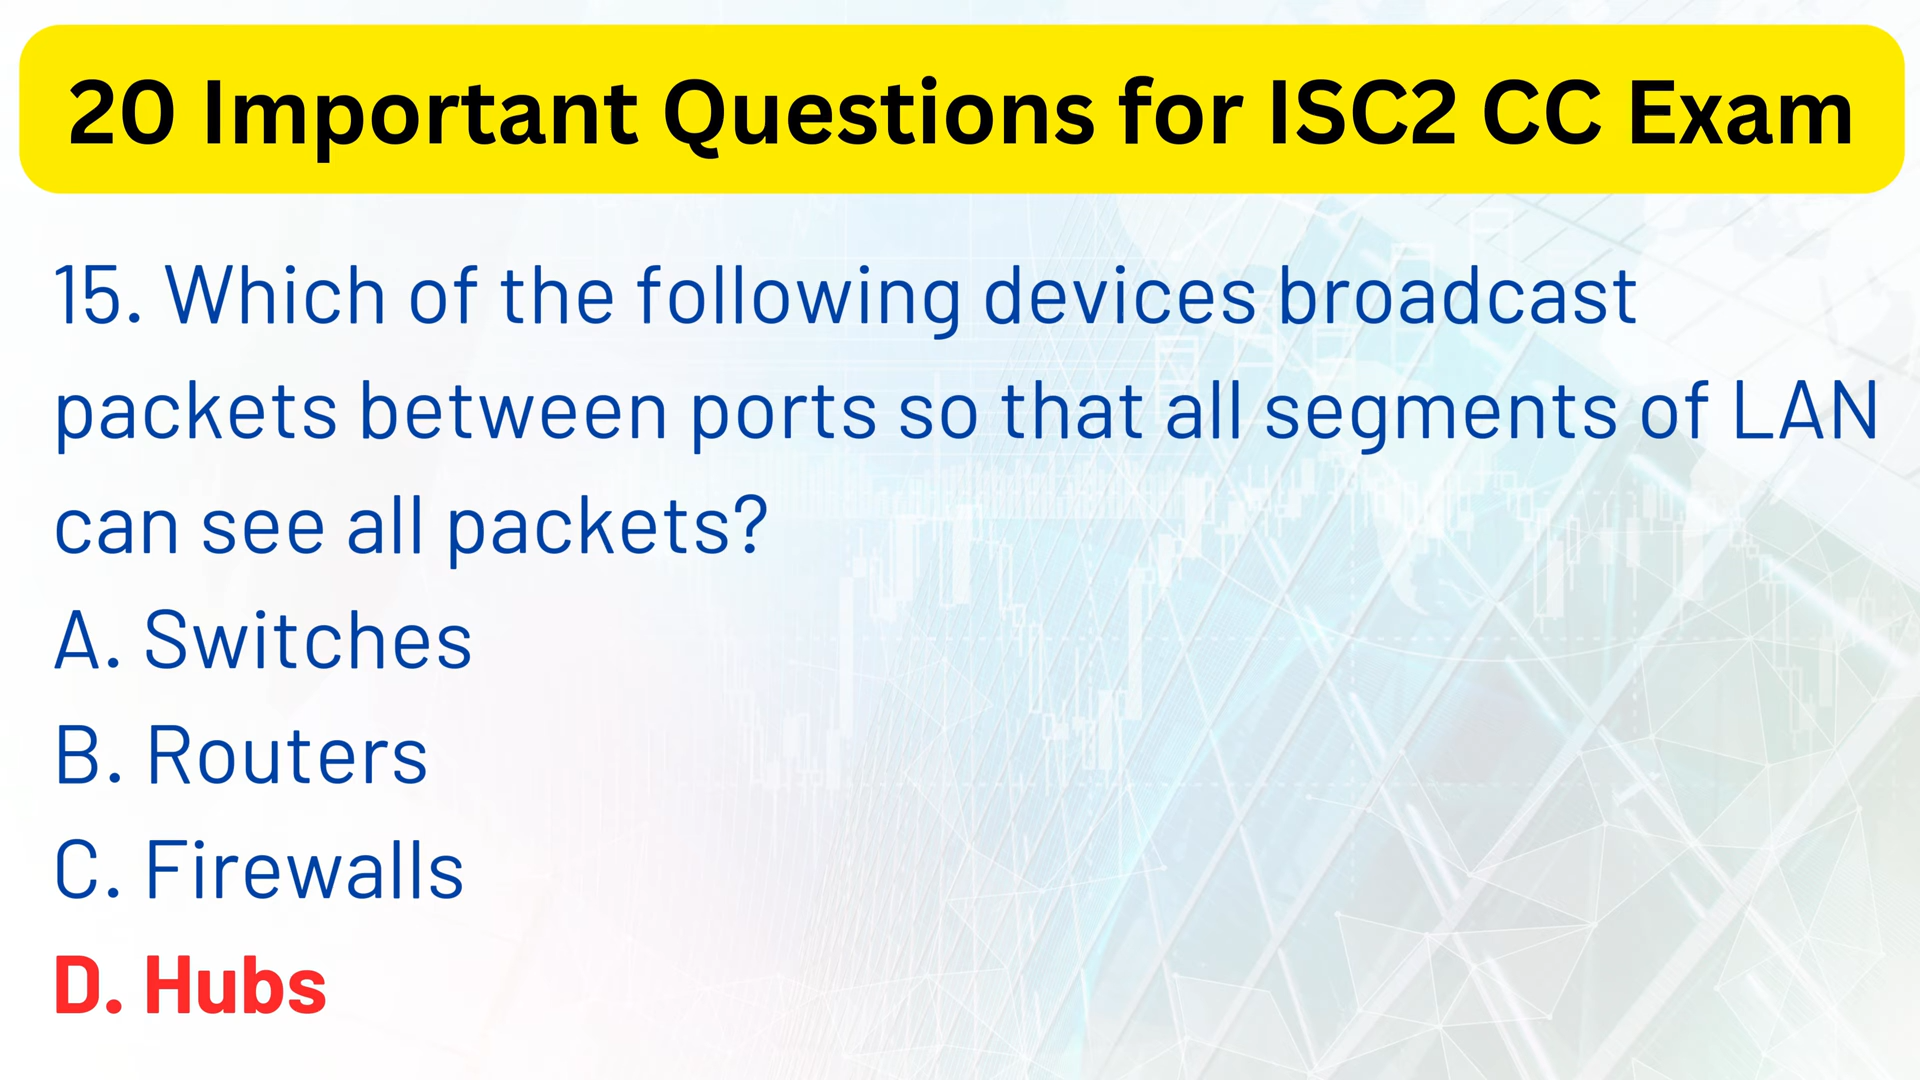 20 Important Questions for ISC2 CC Exam
15. Which of the following devices broadcast
packets between ports so that all segments of LAN
can see all packets?
A. Switches
B. Routers
C. Firewalls
D. Hubs